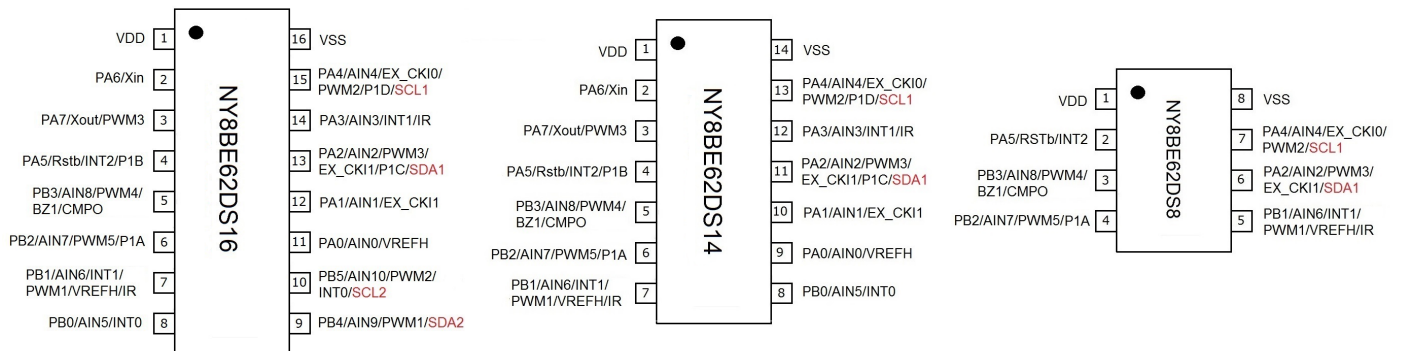 VDD 1
PA6/Xin 2
PA7/Xout/PWM3 3
PA5/Rstb/INT2/P1B 4
PB3/AIN8/PWM4/
BZ1/CMPO 5
PB2/AIN7/PWM5/P1A 6
PB1/AIN6/INT1/
PWM1/VREFH/IR 7
PB0/AIN5/INT0 8
NY8BE62DS16
16 VSS
15 PA4/AIN4/EX_CKI0/
PWM2/P1D/SCL1
14 PA3/AIN3/INT1/IR
13 PA2/AIN2/PWM3/
EX_CKI1/P1C/SDA1
12 PA1/AIN1/EX_CKI1
11 PA0/AIN0/VREFH
10 PB5/AIN10/PWM2/
INT0/SCL2
9 PB4/AIN9/PWM1/SDA2
VDD 1
PA6/Xin 2
PA7/Xout/PWM3 3
PA5/Rstb/INT2/P1B 4
PB3/AIN8/PWM4/
BZ1/CMPO 5
PB2/AIN7/PWM5/P1A 6
PB1/AIN6/INT1/
PWM1/VREFH/IR 7
NY8BE62DS14
14 VSS
13 PA4/AIN4/EX_CKI0/
PWM2/P1D/SCL1
12 PA3/AIN3/INT1/IR
11 PA2/AIN2/PWM3/
EX_CKI1/P1C/SDA1
10 PA1/AIN1/EX_CKI1
9 PA0/AIN0/VREFH
8 PB0/AIN5/INT0
VDD 1
PA5/RSTb/INT2 2
PB3/AIN8/PWM4/
BZ1/CMPO 3
PB2/AIN7/PWM5/P1A 4
NY8BE62DS8
8 VSS
7 PA4/AIN4/EX_CKI0/
PWM2/SCL1
6 PA2/AIN2/PWM3/
EX_CKI1/SDA1
5 PB1/AIN6/INT1/
PWM1/VREFH/IR